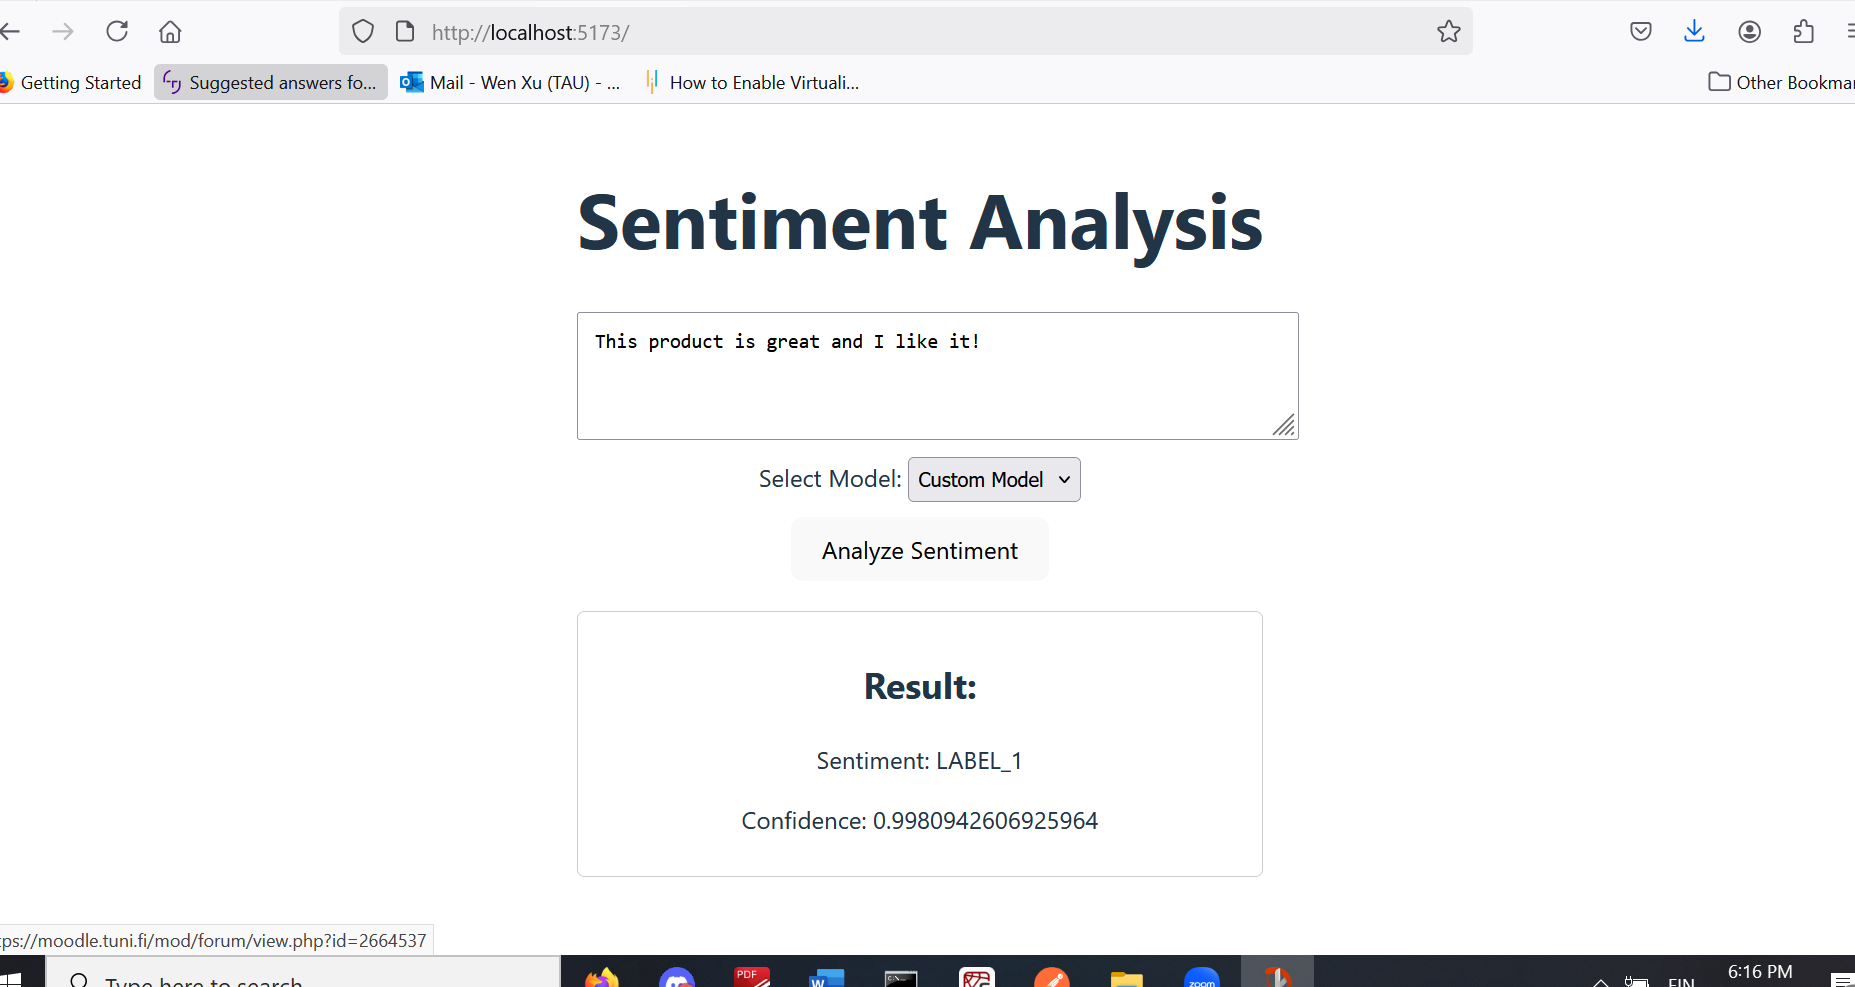 http://localhost:5173/
Getting Started
Suggested answers fo...
Mail - Wen Xu (TAU) - ...
How to Enable Virtuali...
Other Bookmar
Sentiment Analysis
This product is great and I like it!
Select Model: Custom Model
Analyze Sentiment
Result:
Sentiment: LABEL_1
Confidence: 0.9980942606925964
tps://moodle.tuni.fi/mod/forum/view.php?id=2664537
Type here to search
PDF
W
zoom
FIN
6:16 PM